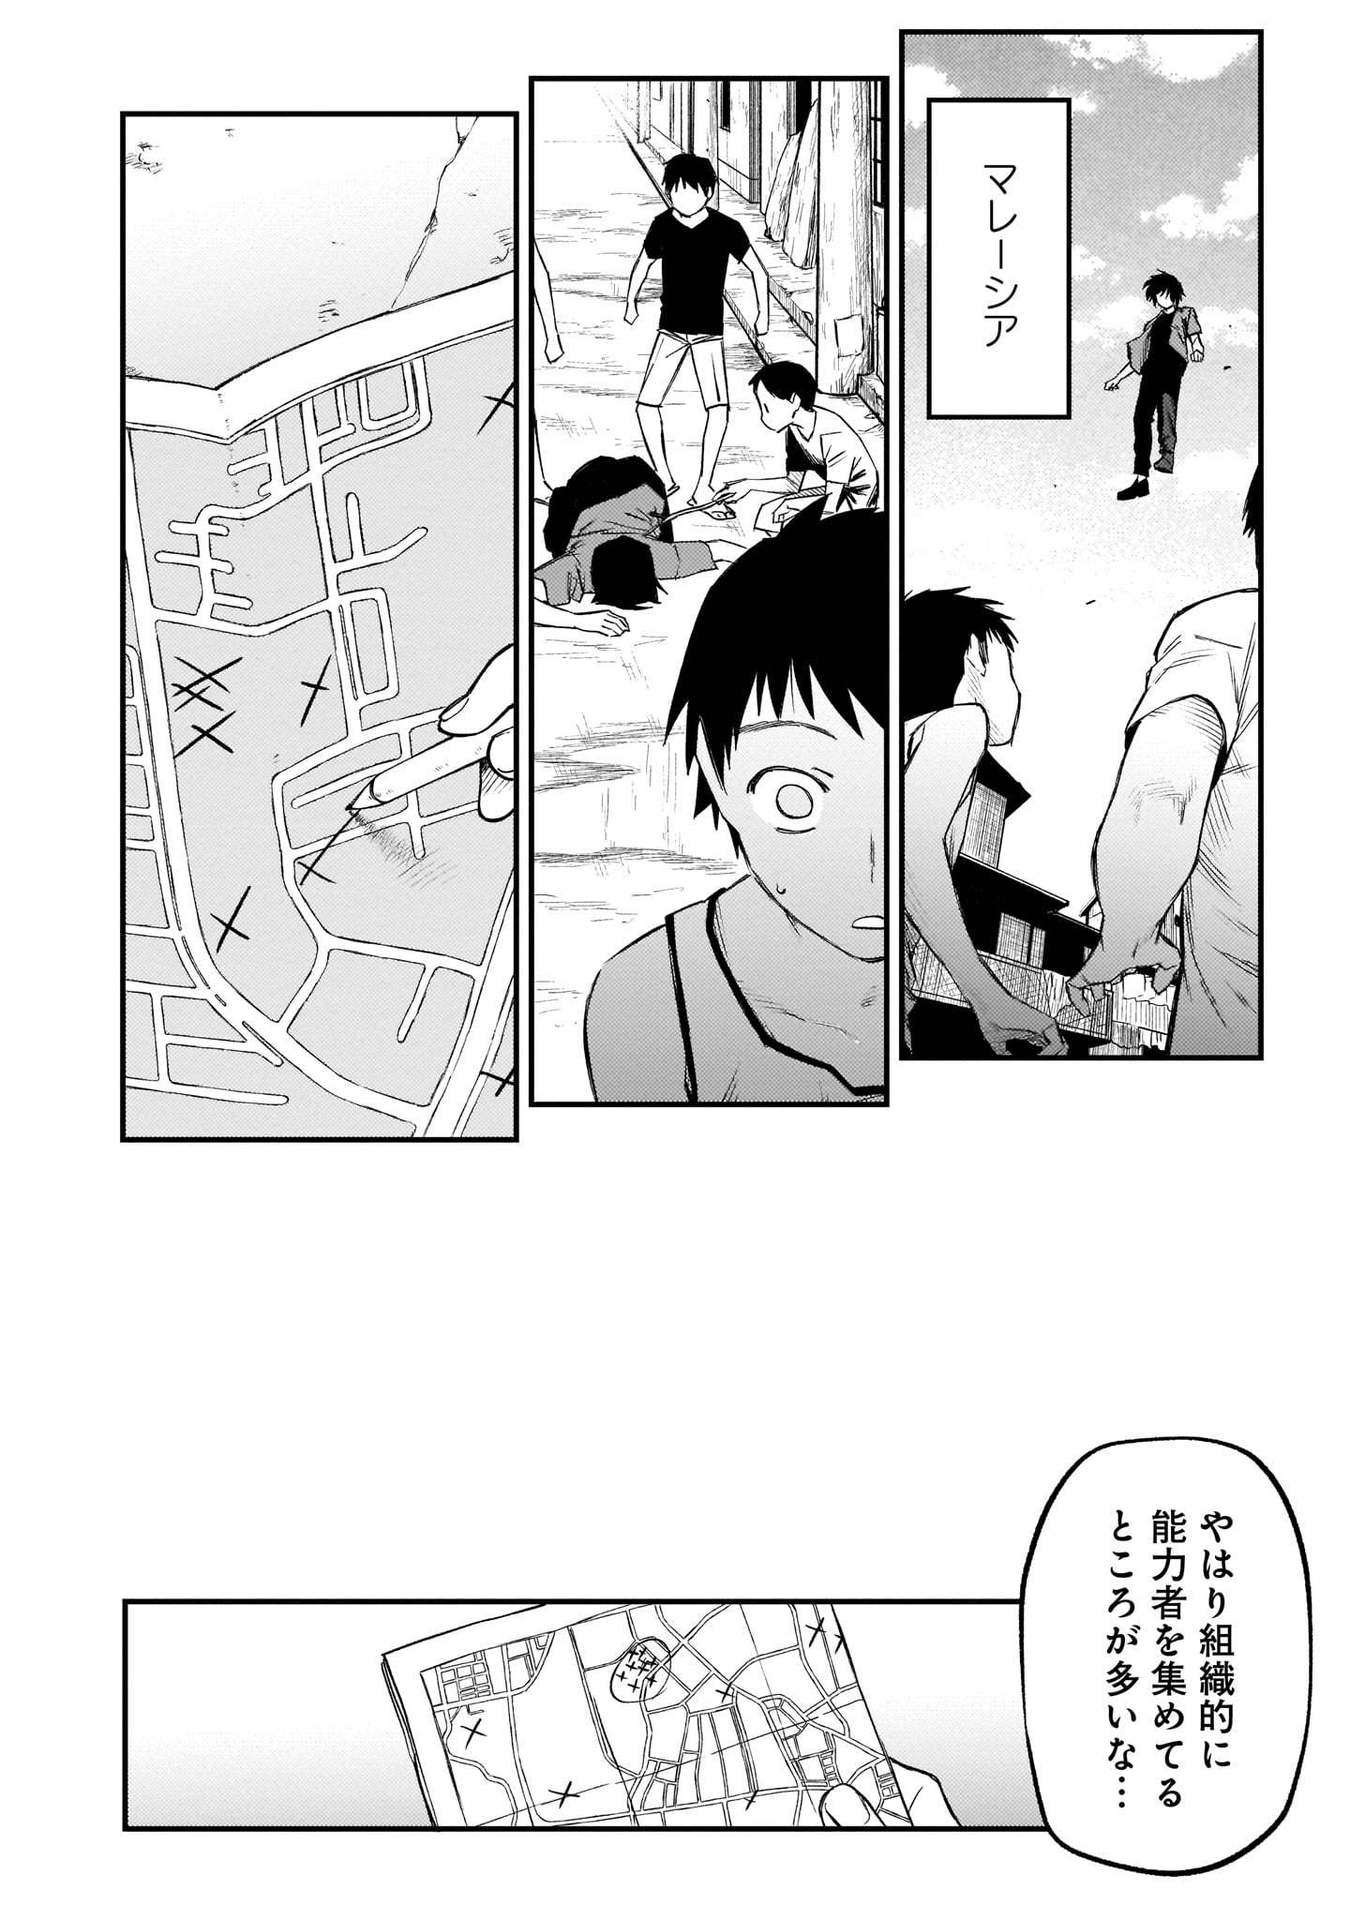 マレーシア
やはり組織的に
能力者を集めてる
ところが多いな…